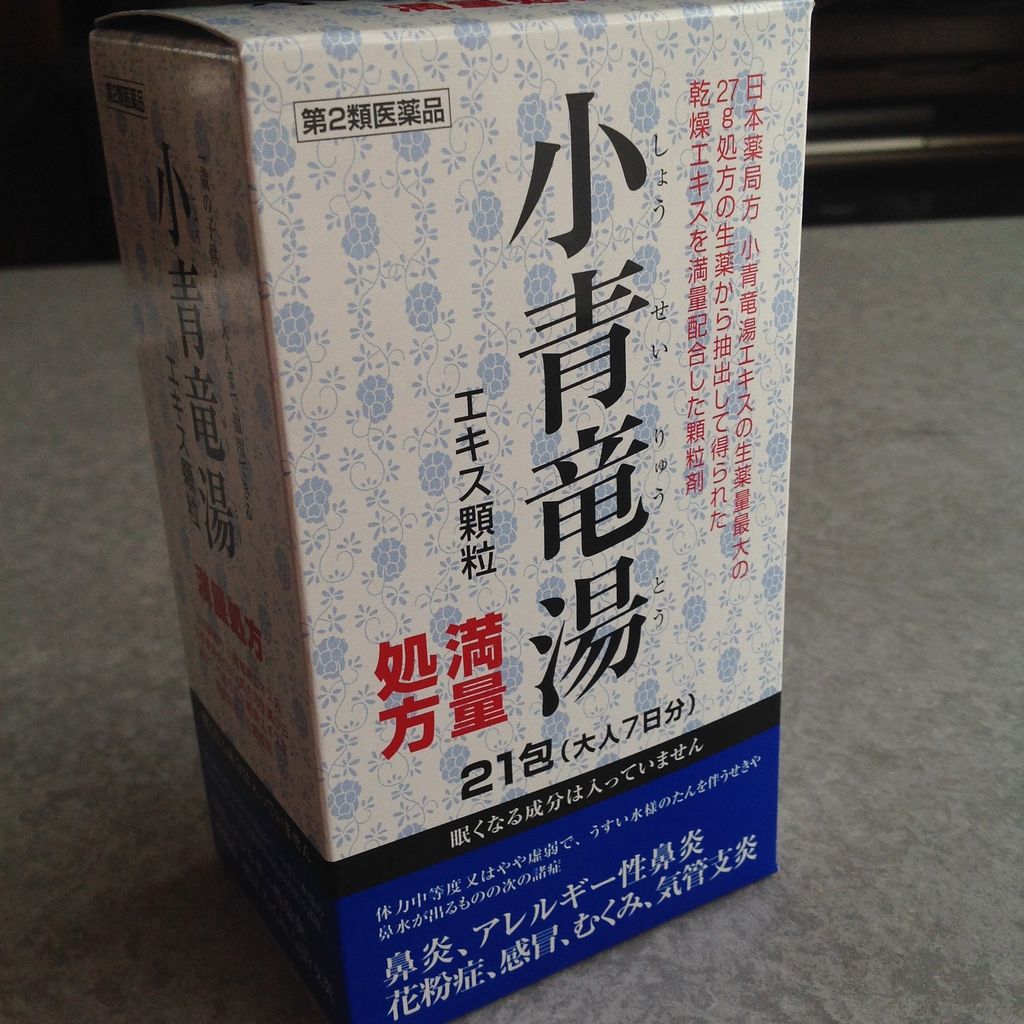 第2類医薬品
日本薬局方 小青竜湯エキスの生薬量最大の
27g処方の生薬から抽出して得られた
乾燥エキスを満量配合した顆粒剤
しょう せい りゅう とう
小青竜湯
エキス顆粒
満量
処方
21包(大人7日分)
眠くなる成分は入っていません
体力中等度又はやや虚弱で、うすい水様のたんを伴うせきや
鼻水が出るものの次の諸症
鼻炎、アレルギー性鼻炎
花粉症、感冒、むくみ、気管支炎
第2類医薬品
小青竜湯
エキス顆粒
満量処方